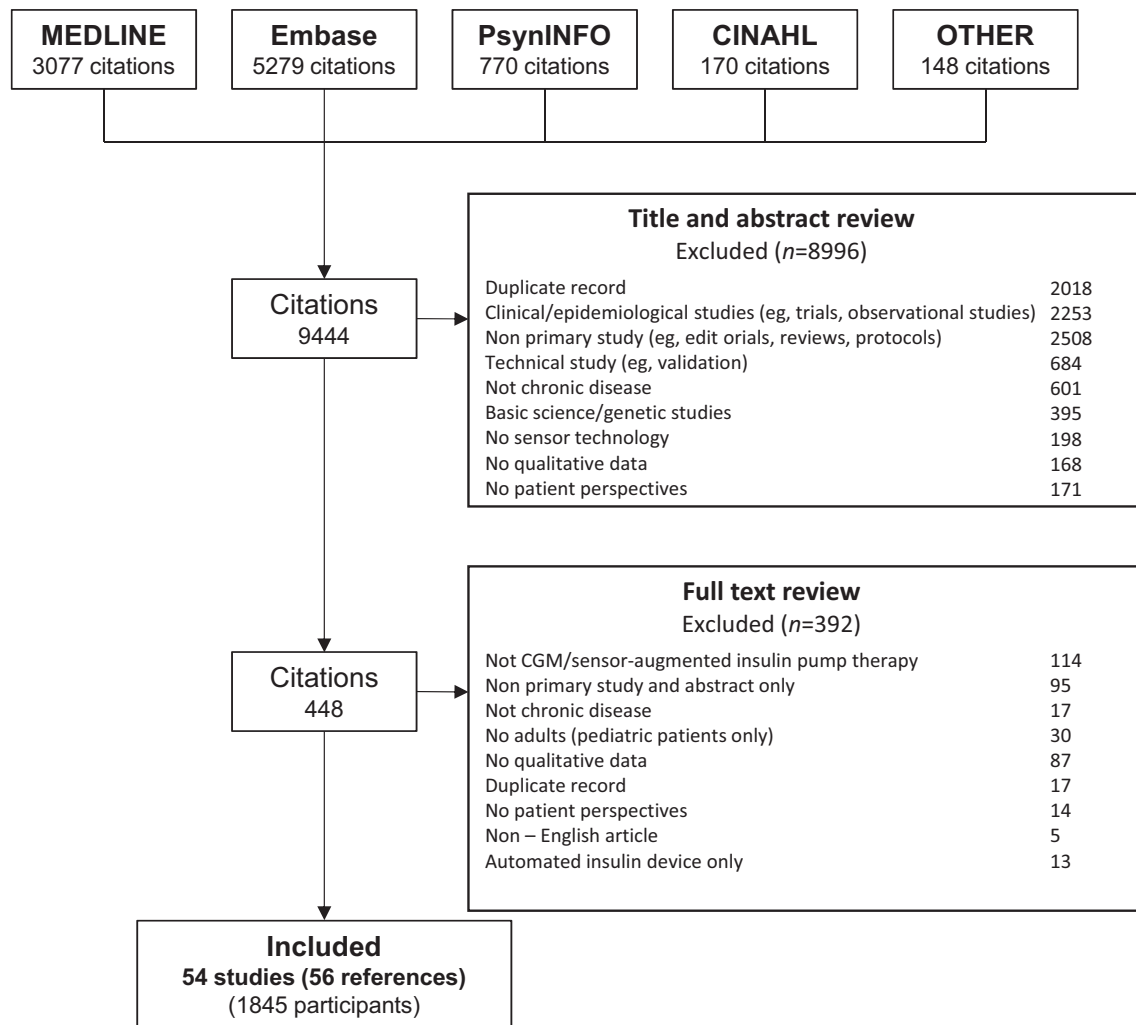 MEDLINE
3077 citations
Embase
5279 citations
PsynINFO
770 citations
CINAHL
170 citations
OTHER
148 citations
Title and abstract review
Excluded (n=8996)
Duplicate record 2018
Clinical/epidemiological studies (eg, trials, observational studies) 2253
Non primary study (eg, edit orials, reviews, protocols) 2508
Technical study (eg, validation) 684
Not chronic disease 601
Basic science/genetic studies 395
No sensor technology 198
No qualitative data 168
No patient perspectives 171
Citations
9444
Full text review
Excluded (n=392)
Not CGM/sensor-augmented insulin pump therapy 114
Non primary study and abstract only 95
Not chronic disease 17
No adults (pediatric patients only) 30
No qualitative data 87
Duplicate record 17
No patient perspectives 14
Non – English article 5
Automated insulin device only 13
Citations
448
Included
54 studies (56 references)
(1845 participants)